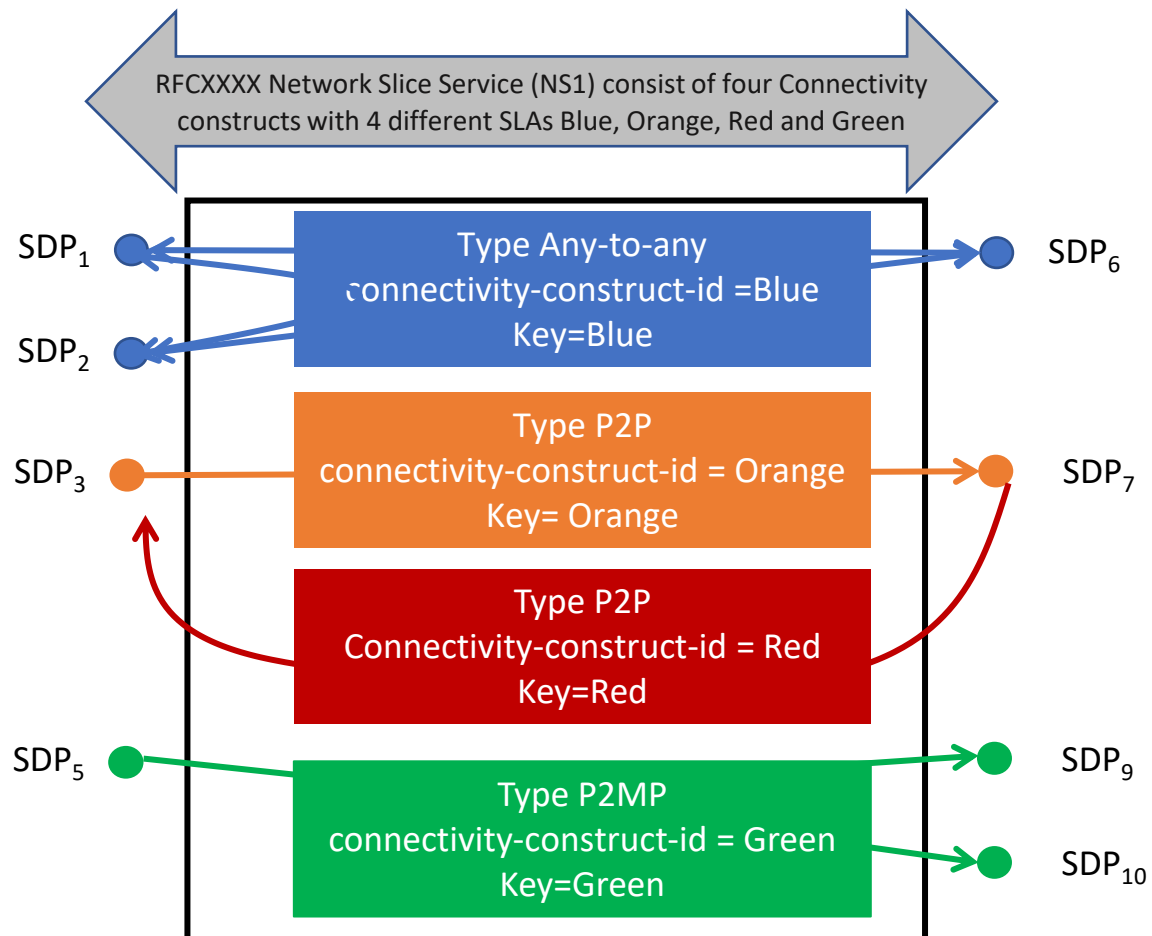 RFCXXXX Network Slice Service (NS1) consist of four Connectivity
constructs with 4 different SLAs Blue, Orange, Red and Green
SDP1
SDP2
Type Any-to-any
connectivity-construct-id =Blue
Key=Blue
SDP6
SDP3
Type P2P
connectivity-construct-id = Orange
Key= Orange
SDP7
Type P2P
Connectivity-construct-id = Red
Key=Red
SDP5
Type P2MP
connectivity-construct-id = Green
Key=Green
SDP9
SDP10